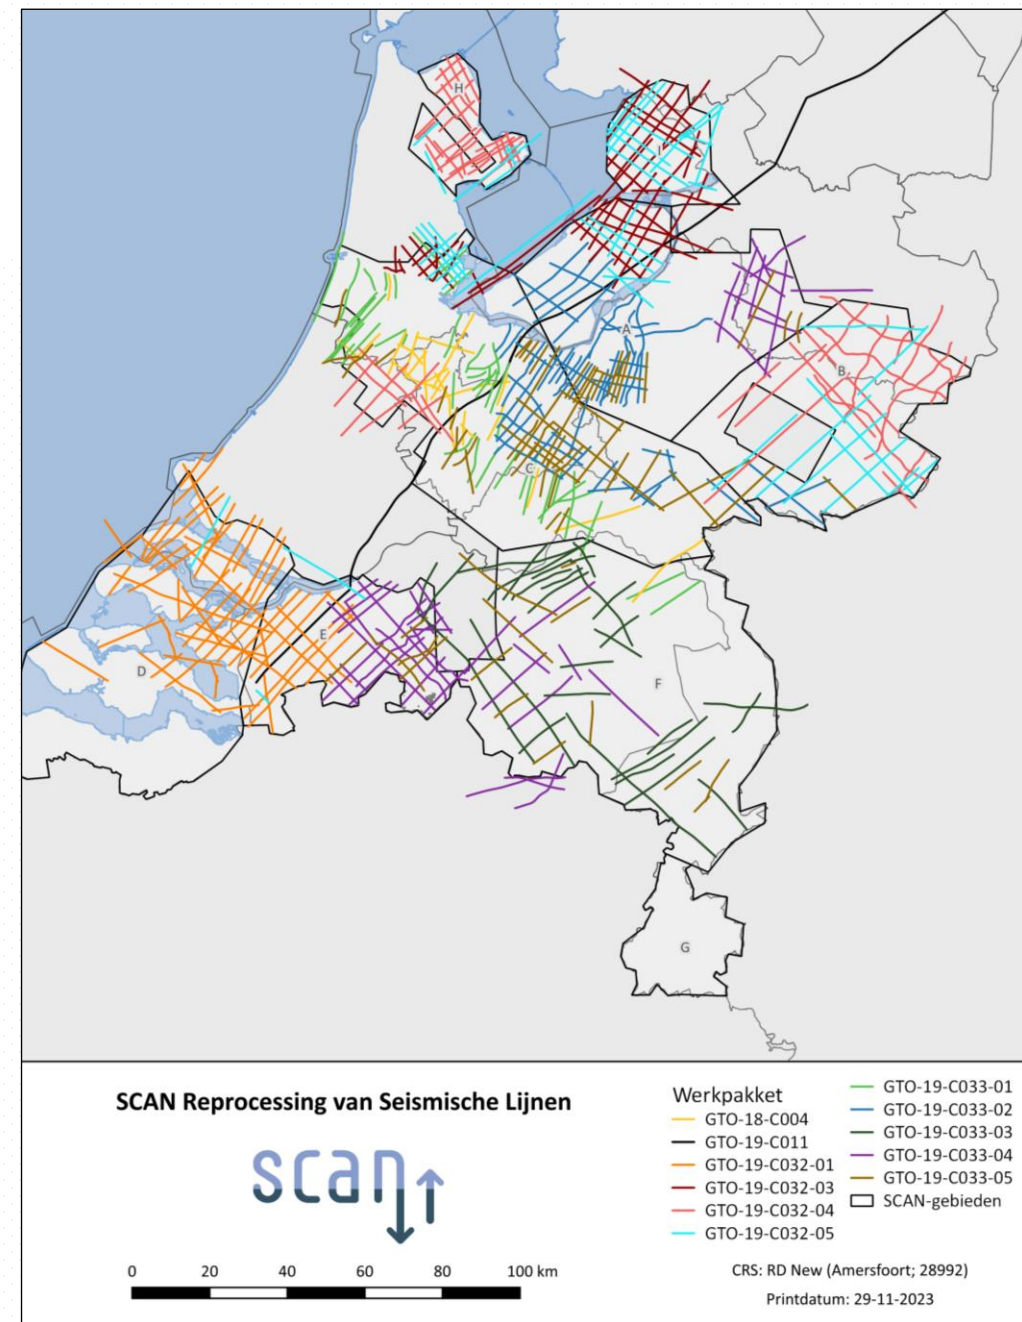 H
I
A
B
C
D
E
F
G
SCAN Reprocessing van Seismische Lijnen
scan
0 20 40 60 80 100 km
Werkpakket
GTO-18-C004
GTO-19-C011
GTO-19-C032-01
GTO-19-C032-03
GTO-19-C032-04
GTO-19-C032-05
GTO-19-C033-01
GTO-19-C033-02
GTO-19-C033-03
GTO-19-C033-04
GTO-19-C033-05
SCAN-gebieden
CRS: RD New (Amersfoort; 28992)
Printdatum: 29-11-2023